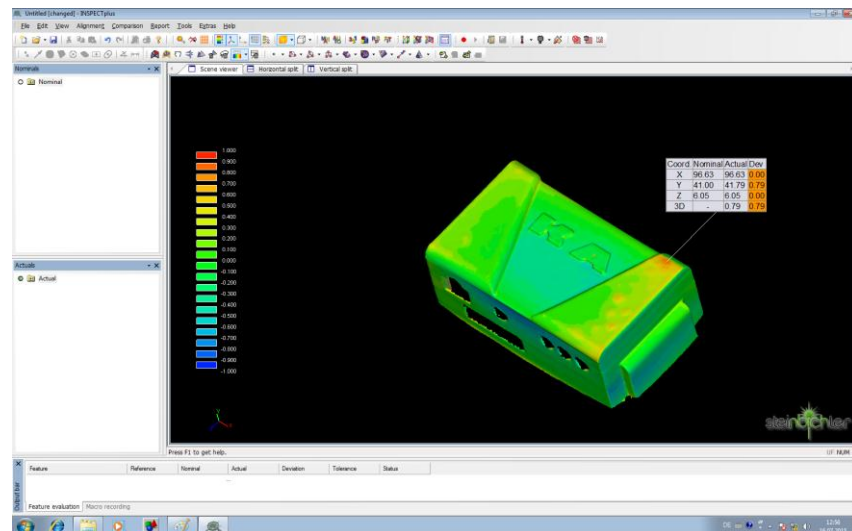 Untitled [changed] - INSPECTplus
File Edit View Alignment Comparison Report Tools Extras Help
Nominals
Scene viewer Horizontal split Vertical split
Nominal
1.000
0.900
0.800
0.700
0.600
0.500
0.400
0.300
0.200
0.100
0.000
-0.100
-0.200
-0.300
-0.400
-0.500
-0.600
-0.700
-0.800
-0.900
-1.000
Coord Nominal Actual Dev
X 96.63 96.63 0.00
Y 41.00 41.79 0.79
Z 6.05 6.05 0.00
3D - 0.79 0.79
KA
Actuals
Actual
Y
steinbichler
Press F1 to get help.
UF NUM
Feature Reference Nominal Actual Deviation Tolerance Status
...
Output bar
Feature evaluation Macro recording
DE
12:50